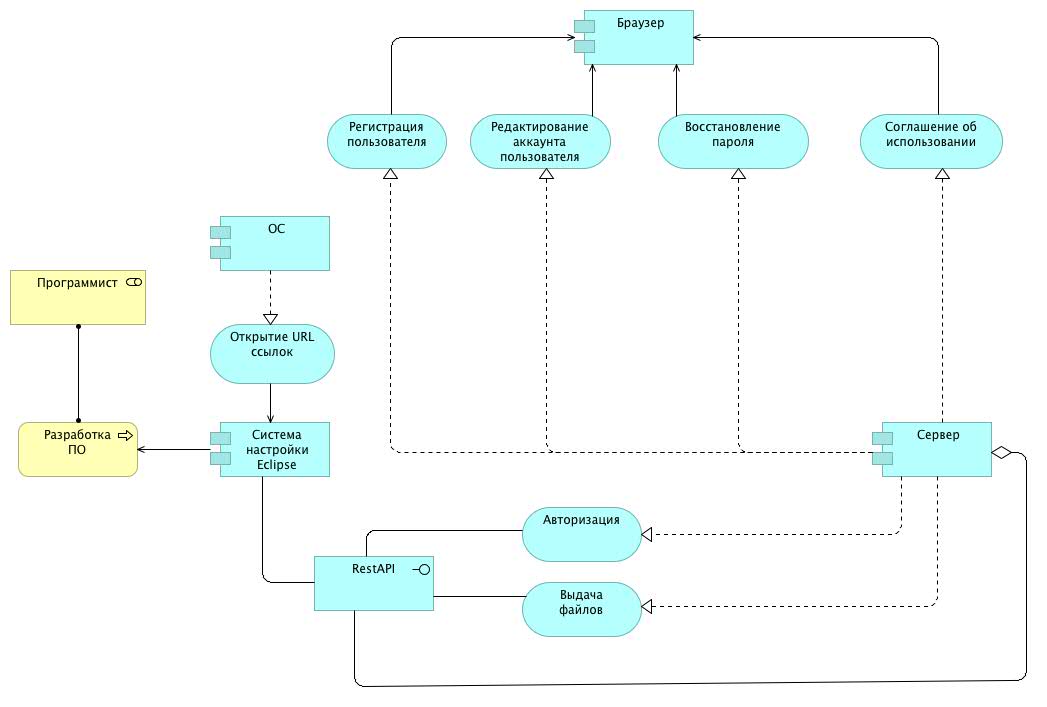 Браузер
Регистрация
пользователя
Редактирование
аккаунта
пользователя
Восстановление
пароля
Соглашение об
использовании
ОС
Программист
Открытие URL
ссылок
Разработка
ПО
Система
настройки
Eclipse
Сервер
Авторизация
RestAPI
Выдача
файлов